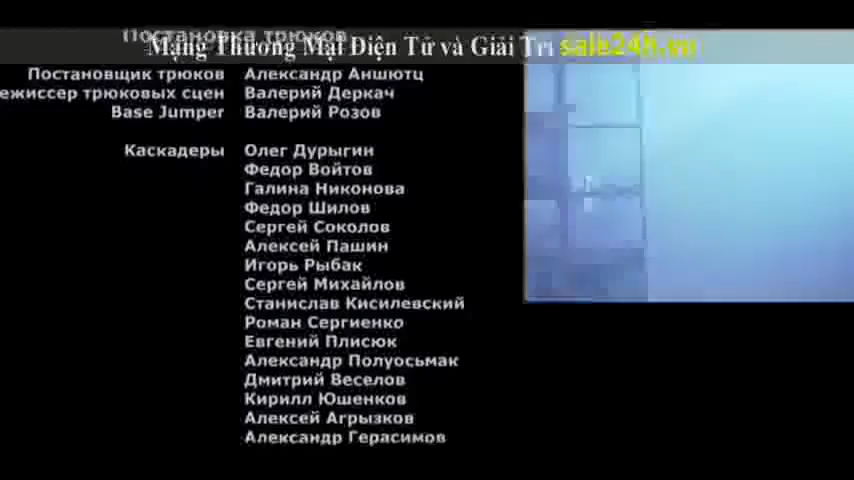 Постановка трюков
Mạng Thương Mại Điện Tử và Giải Trí sale24h.vn
Постановщик трюков Александр Аншютц
ежиссер трюковых сцен Валерий Деркач
Base Jumper Валерий Розов
Каскадеры Олег Дурыгин
Федор Войтов
Галина Никонова
Федор Шилов
Сергей Соколов
Алексей Пашин
Игорь Рыбак
Сергей Михайлов
Станислав Кисилевский
Роман Сергиенко
Евгений Плисюк
Александр Полуосьмак
Дмитрий Веселов
Кирилл Юшенков
Алексей Агрызков
Александр Герасимов